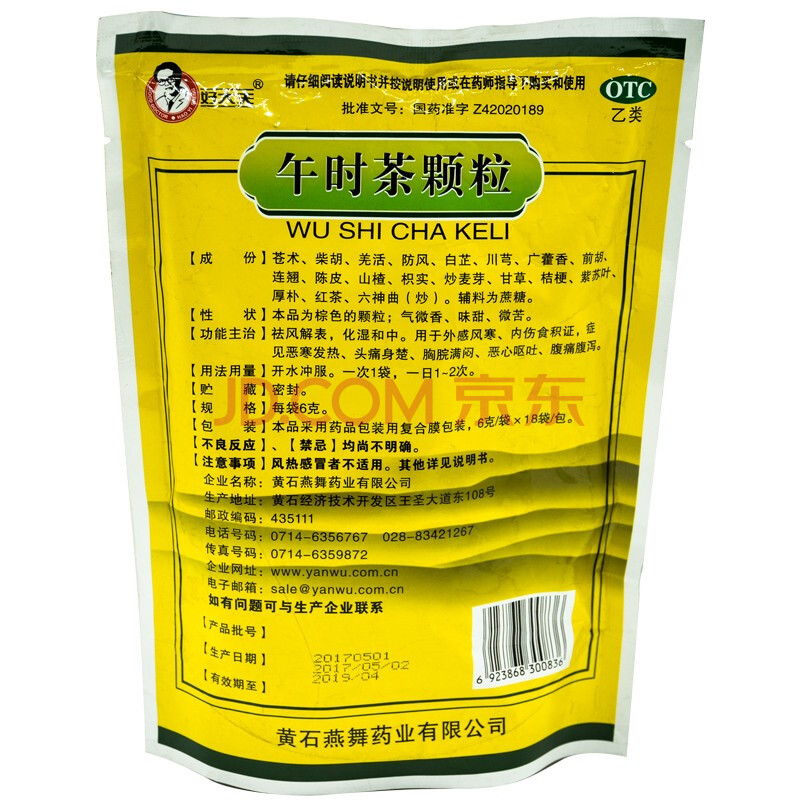 好大夫®
请仔细阅读说明书并按说明使用或在药师指导下购买和使用
批准文号：国药准字 Z42020189
OTC
乙类
午时茶颗粒
WU SHI CHA KELI
【成　份】苍术、柴胡、羌活、防风、白芷、川芎、广藿香、前胡、
连翘、陈皮、山楂、枳实、炒麦芽、甘草、桔梗、紫苏叶、
厚朴、红茶、六神曲（炒）。辅料为蔗糖。
【性　状】本品为棕色的颗粒；气微香、味甜、微苦。
【功能主治】祛风解表，化湿和中。用于外感风寒、内伤食积证，症
见恶寒发热、头痛身楚、胸脘满闷、恶心呕吐、腹痛腹泻。
【用法用量】开水冲服。一次1袋，一日1~2次。
【贮　藏】密封。
【规　格】每袋6克。
【包　装】本品采用药品包装用复合膜包装，6克/袋×18袋/包。
【不良反应】、【禁忌】均尚不明确。
【注意事项】风热感冒者不适用。其他详见说明书。
企业名称：黄石燕舞药业有限公司
生产地址：黄石经济技术开发区王圣大道东108号
邮政编码：435111
电话号码：0714-6356767 028-83421267
传真号码：0714-6359872
企业网址：www.yanwu.com.cn
电子邮箱：sale@yanwu.com.cn
如有问题可与生产企业联系
【产品批号】 20170501
【生产日期】 2017/05/02
【有效期至】 2019/04
6 923868 300836
黄石燕舞药业有限公司
JD.COM 京东